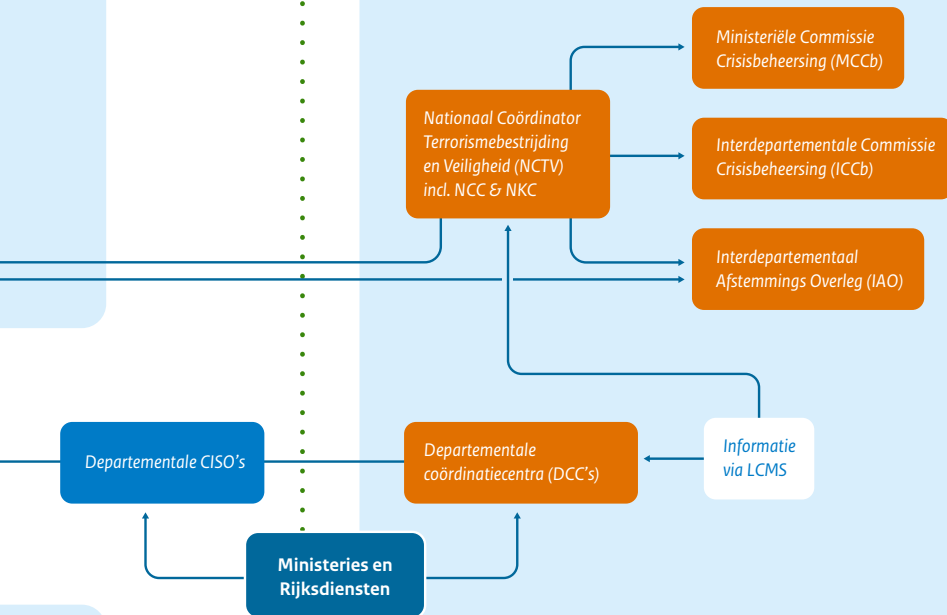 Ministeriële Commissie
Crisisbeheersing (MCCb)
Nationaal Coördinator
Terrorismebestrijding
en Veiligheid (NCTV)
incl. NCC & NKC
Interdepartementale Commissie
Crisisbeheersing (ICCb)
Interdepartementaal
Afstemmings Overleg (IAO)
Departementale CISO's
Departementale
coördinatiecentra (DCC's)
Informatie
via LCMS
Ministeries en
Rijksdiensten